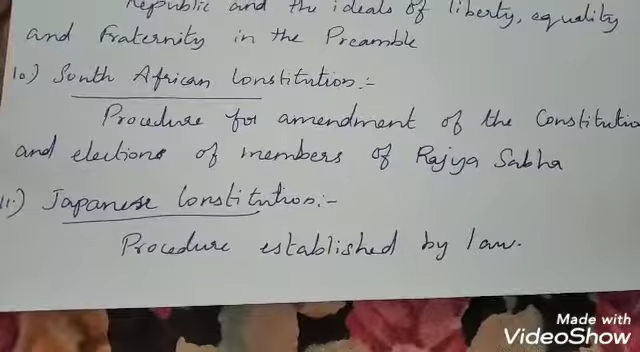 Republic and the ideals of liberty, equality
and Fraternity in the Preamble
10.) South African Constitution:-
Procedure for amendment of the Constitutio
and elections of members of Rajya Sabha
11.) Japanese Constitution:-
Procedure established by law.
Made with
VideoShow